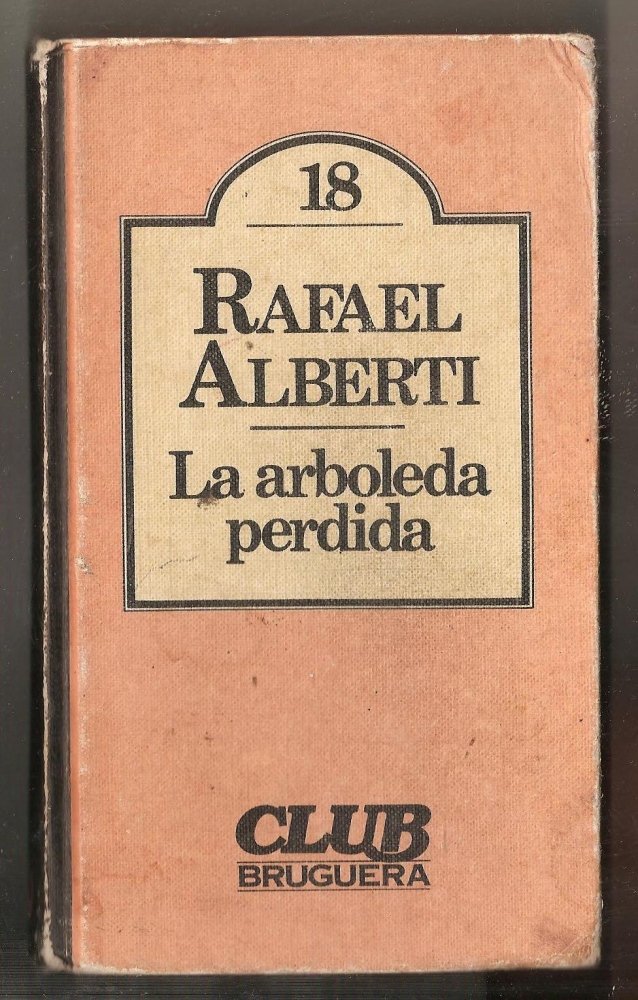 18
RAFAEL
ALBERTI
La arboleda
perdida
CLUB
BRUGUERA